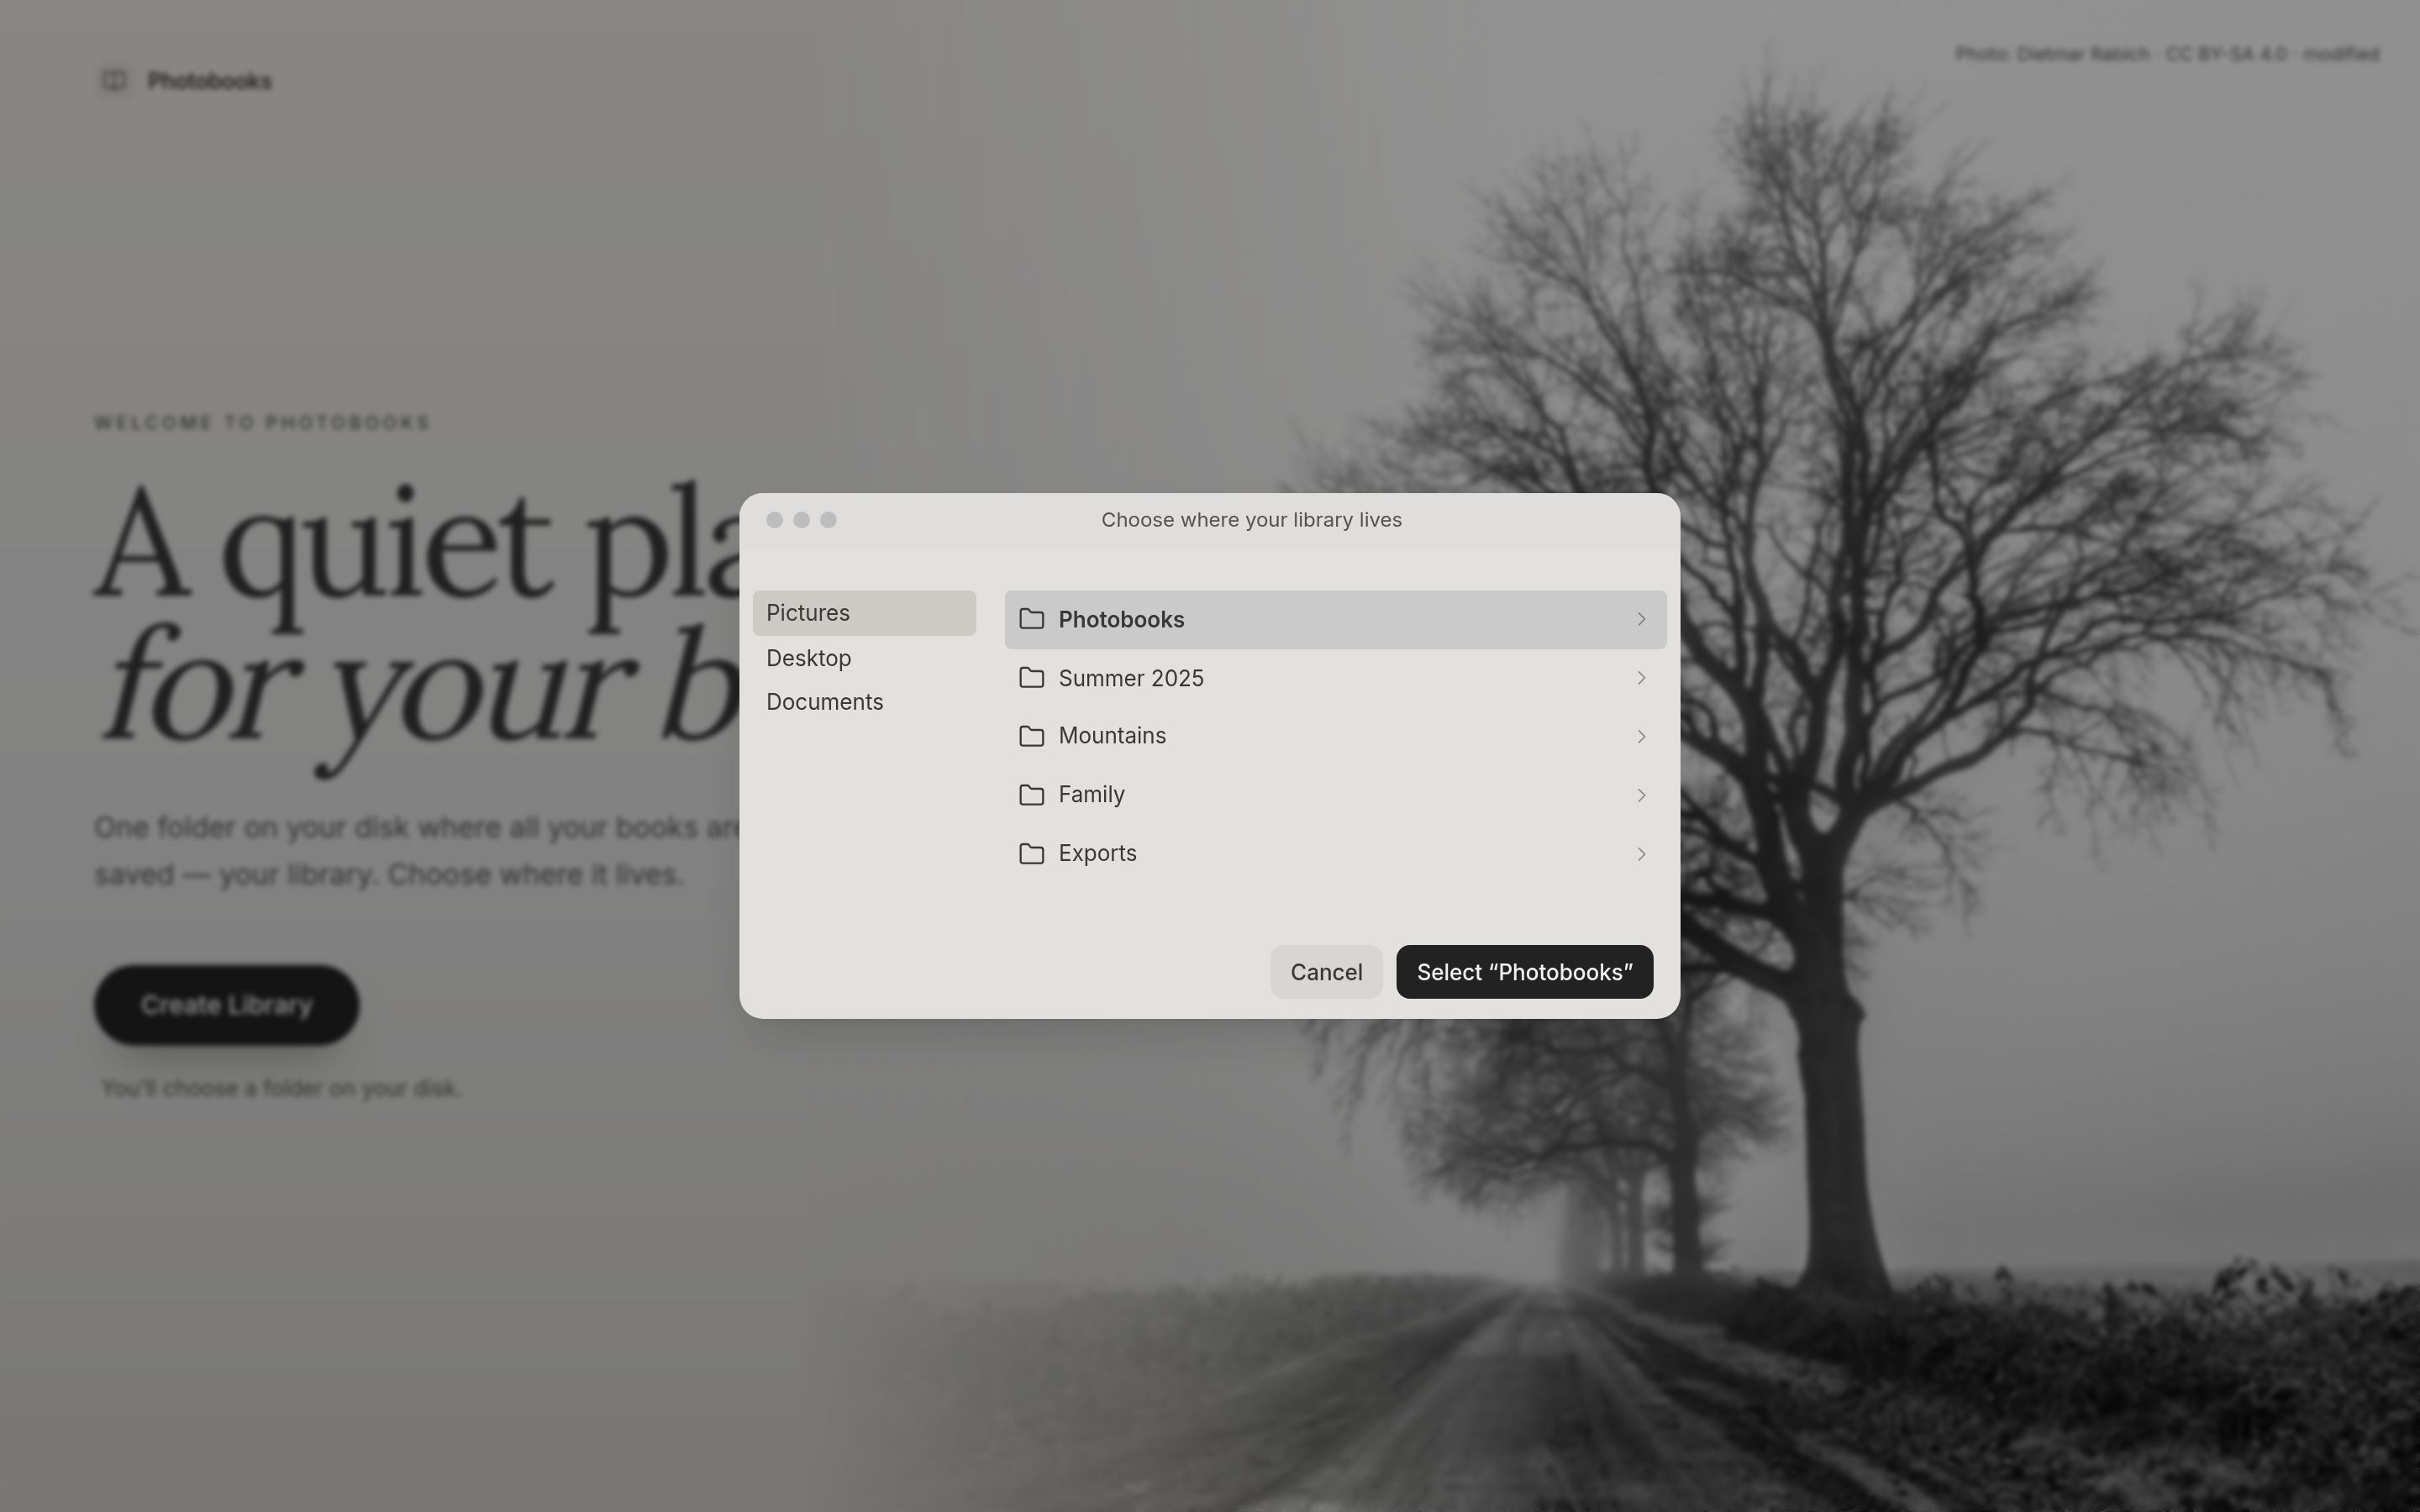 Photobooks
Photo: Dietmar Rabich · CC BY-SA 4.0 · modified
WELCOME TO PHOTOBOOKS
A quiet pla
for your b
One folder on your disk where all your books are
saved — your library. Choose where it lives.
Create Library
You'll choose a folder on your disk.
Choose where your library lives
Pictures
Desktop
Documents
Photobooks
Summer 2025
Mountains
Family
Exports
Cancel
Select “Photobooks”